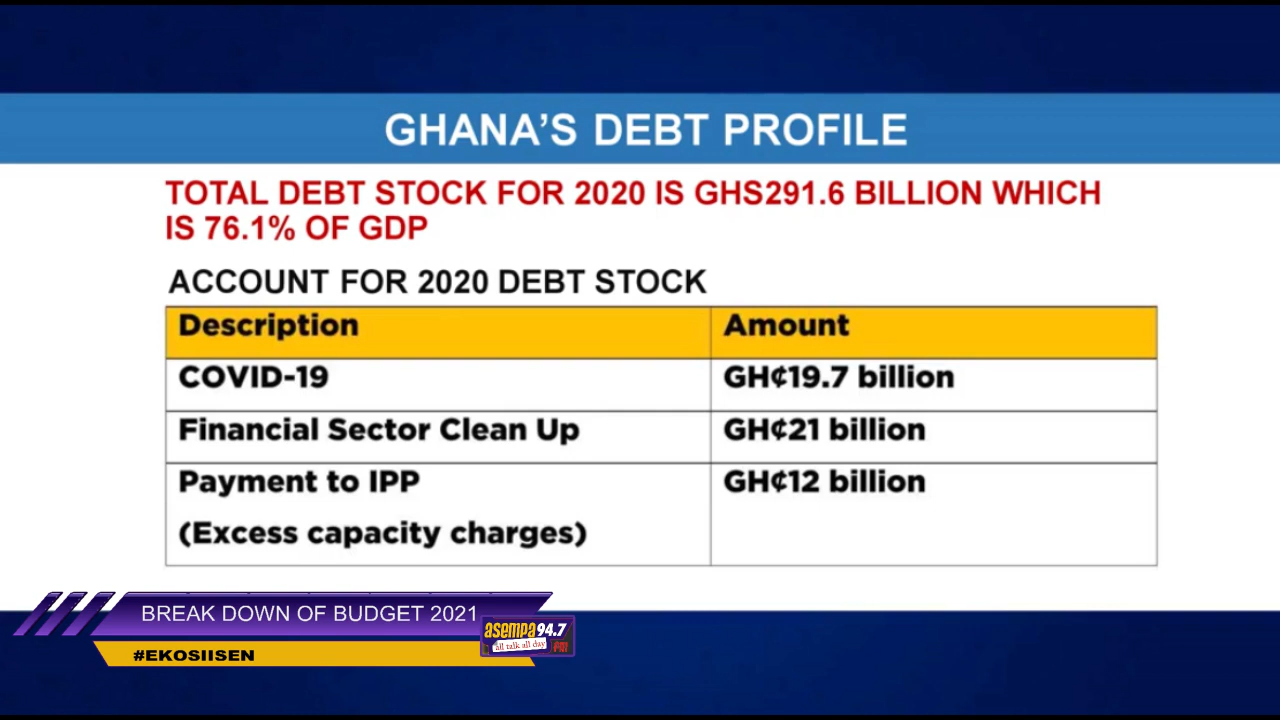 GHANA'S DEBT PROFILE
TOTAL DEBT STOCK FOR 2020 IS GHS291.6 BILLION WHICH
IS 76.1% OF GDP
ACCOUNT FOR 2020 DEBT STOCK
Description Amount
COVID-19 GH¢19.7 billion
Financial Sector Clean Up GH¢21 billion
Payment to IPP GH¢12 billion
(Excess capacity charges)
BREAK DOWN OF BUDGET 2021
asempa 94.7
all talk all day FM
#EKOSIISEN